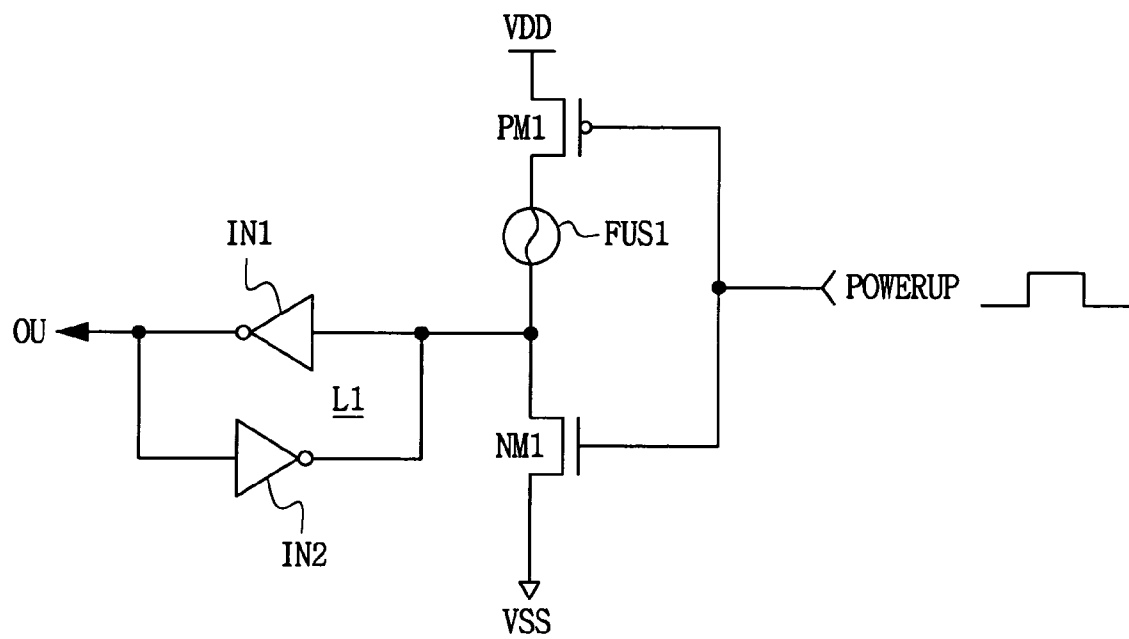 VDD
PM1
IN1
FUS1
POWERUP
OU
L1
NM1
IN2
VSS